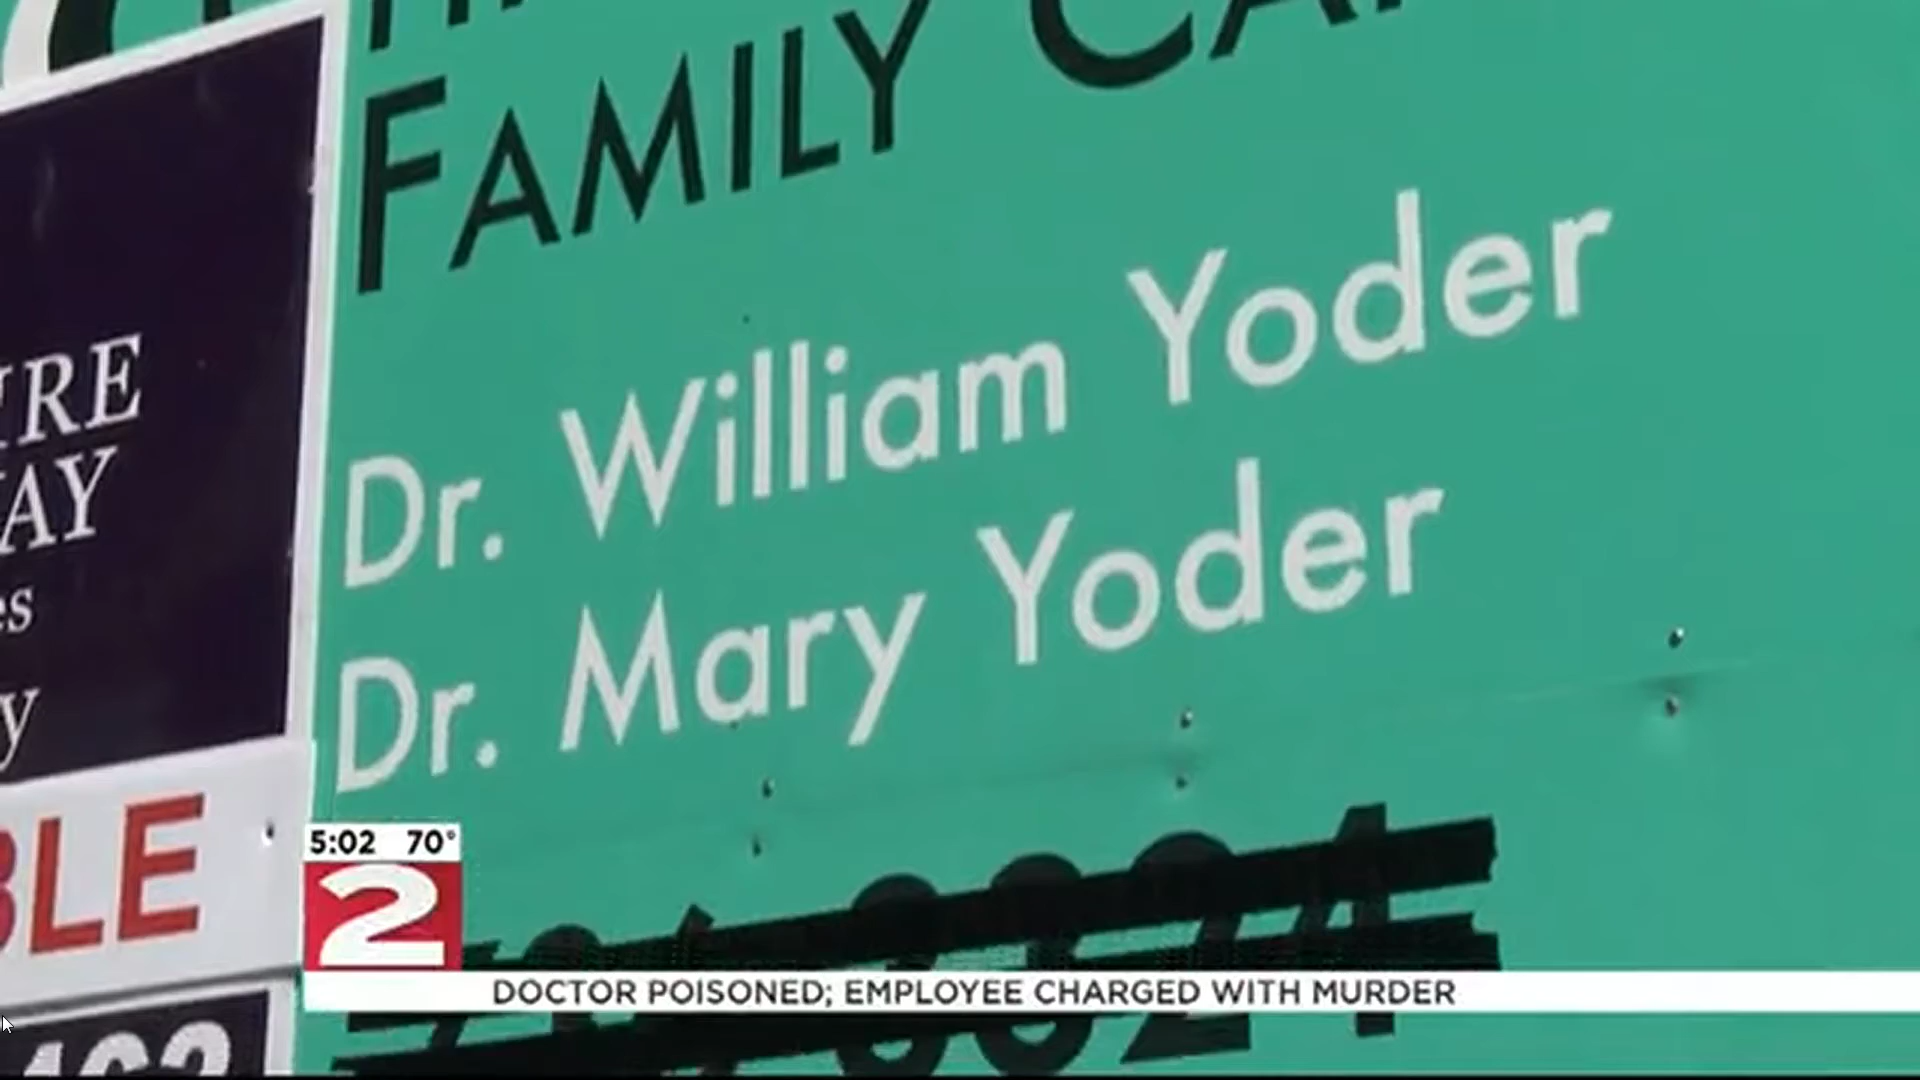 FAMILY
Dr. William Yoder
Dr. Mary Yoder
RE
AY
es
y
BLE
5:02 70°
2
DOCTOR POISONED; EMPLOYEE CHARGED WITH MURDER